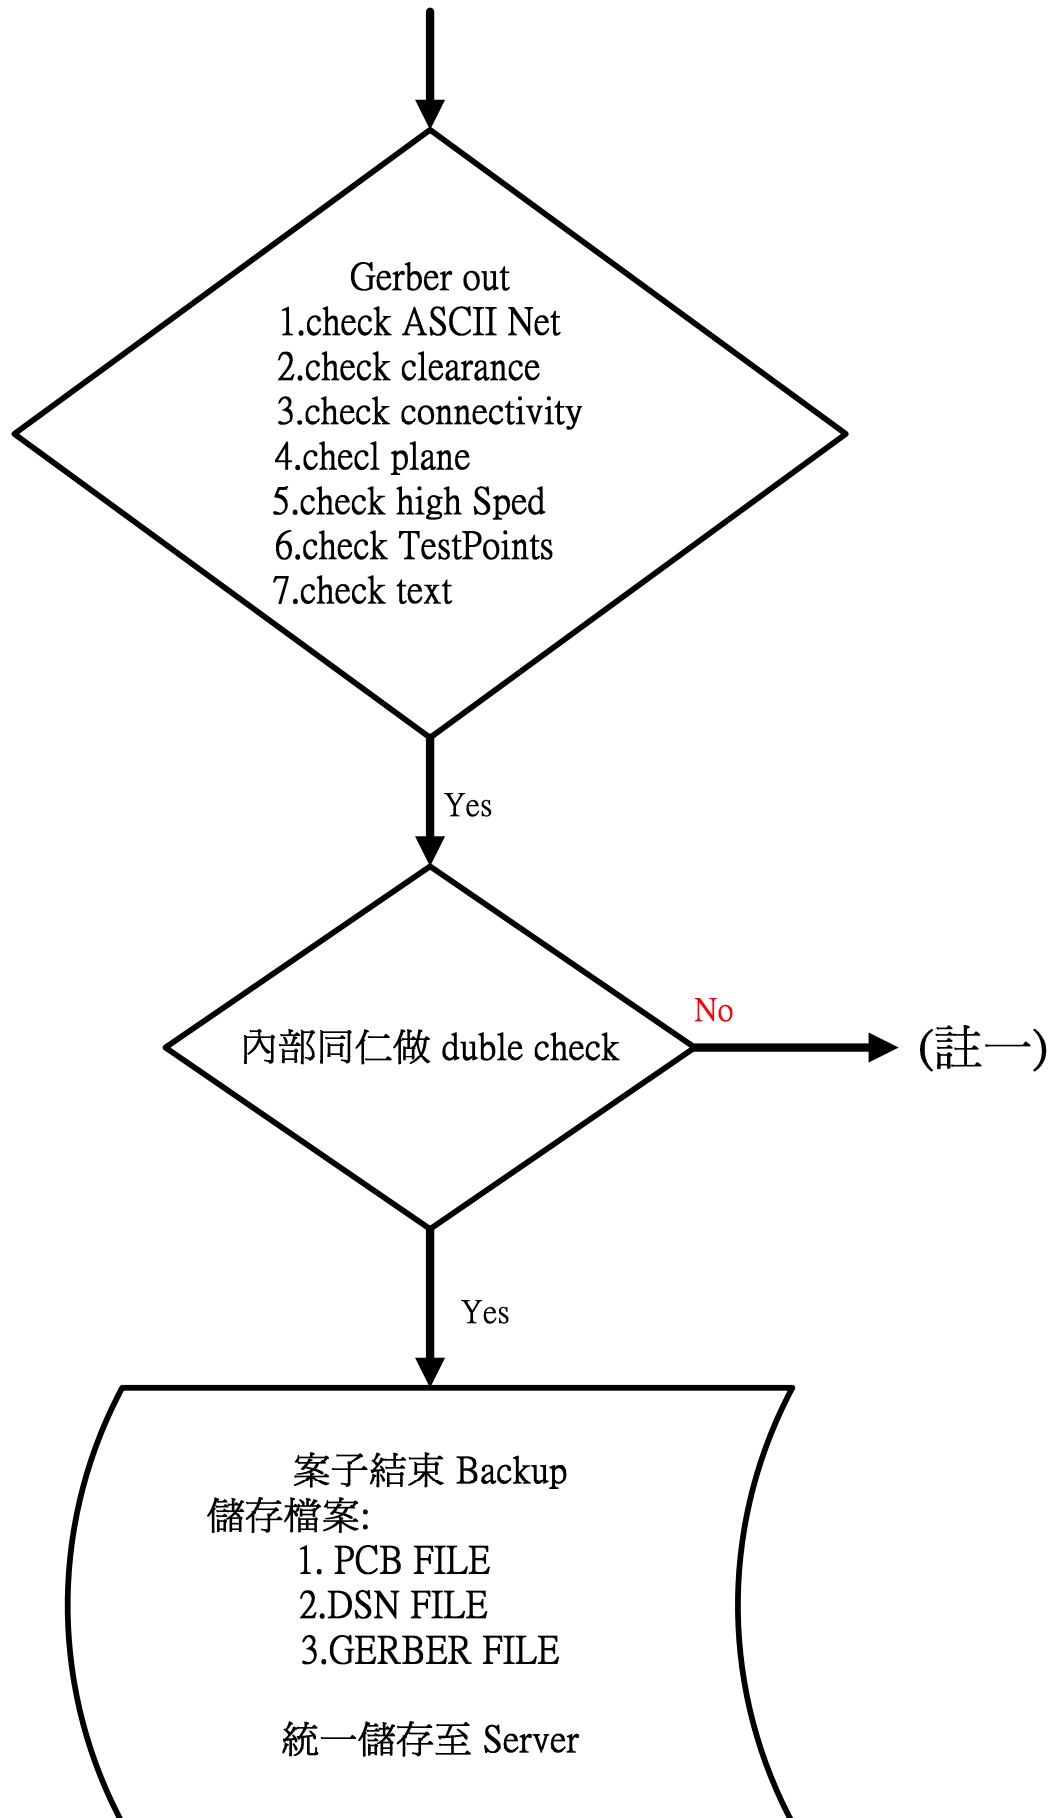 Gerber out
1.check ASCII Net
2.check clearance
3.check connectivity
4.checl plane
5.check high Sped
6.check TestPoints
7.check text
Yes
內部同仁做 duble check
No
(註一)
Yes
案子結束 Backup
儲存檔案:
1. PCB FILE
2.DSN FILE
3.GERBER FILE
統一儲存至 Server